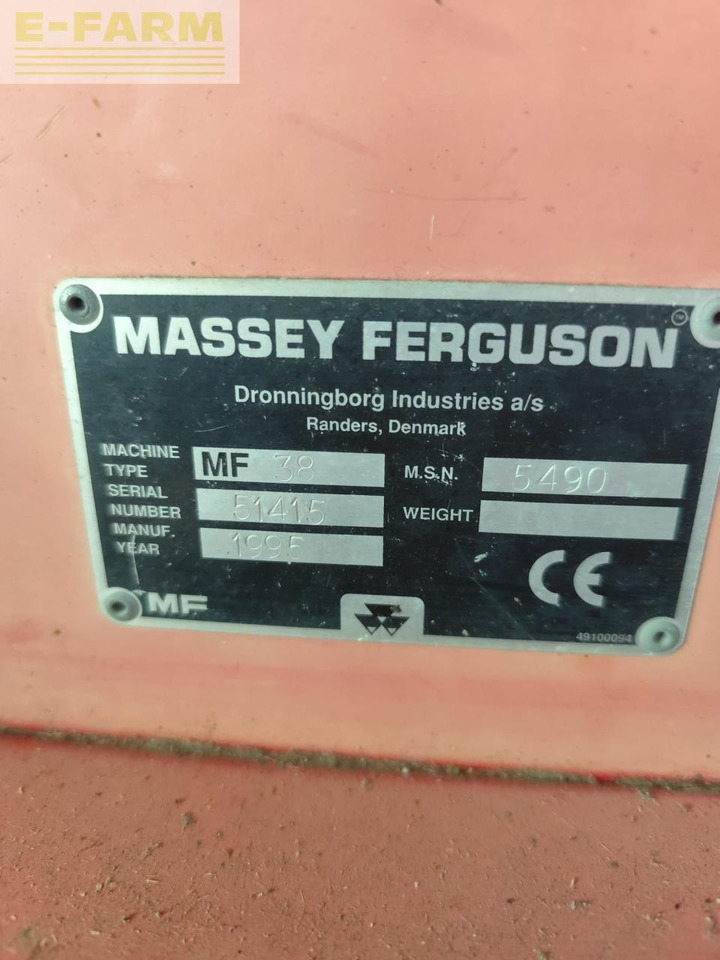 E-FARM
MASSEY FERGUSON
Dronningborg Industries a/s
Randers, Denmark
MACHINE TYPE MF 38 M.S.N. 5490
SERIAL NUMBER 51415 WEIGHT
MANUF. YEAR 1995
CE
MF
49100094